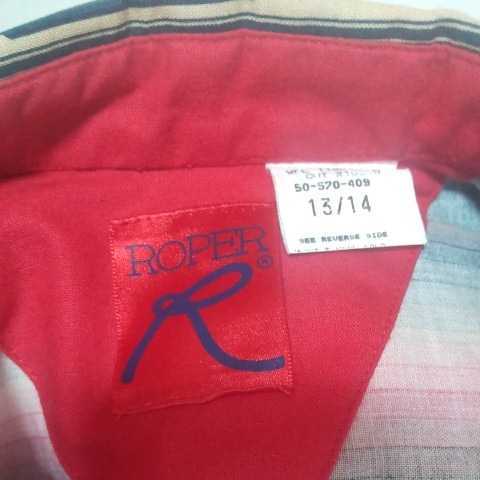 ROPER
R®
50-570-409
13/14
SEE REVERSE SIDE